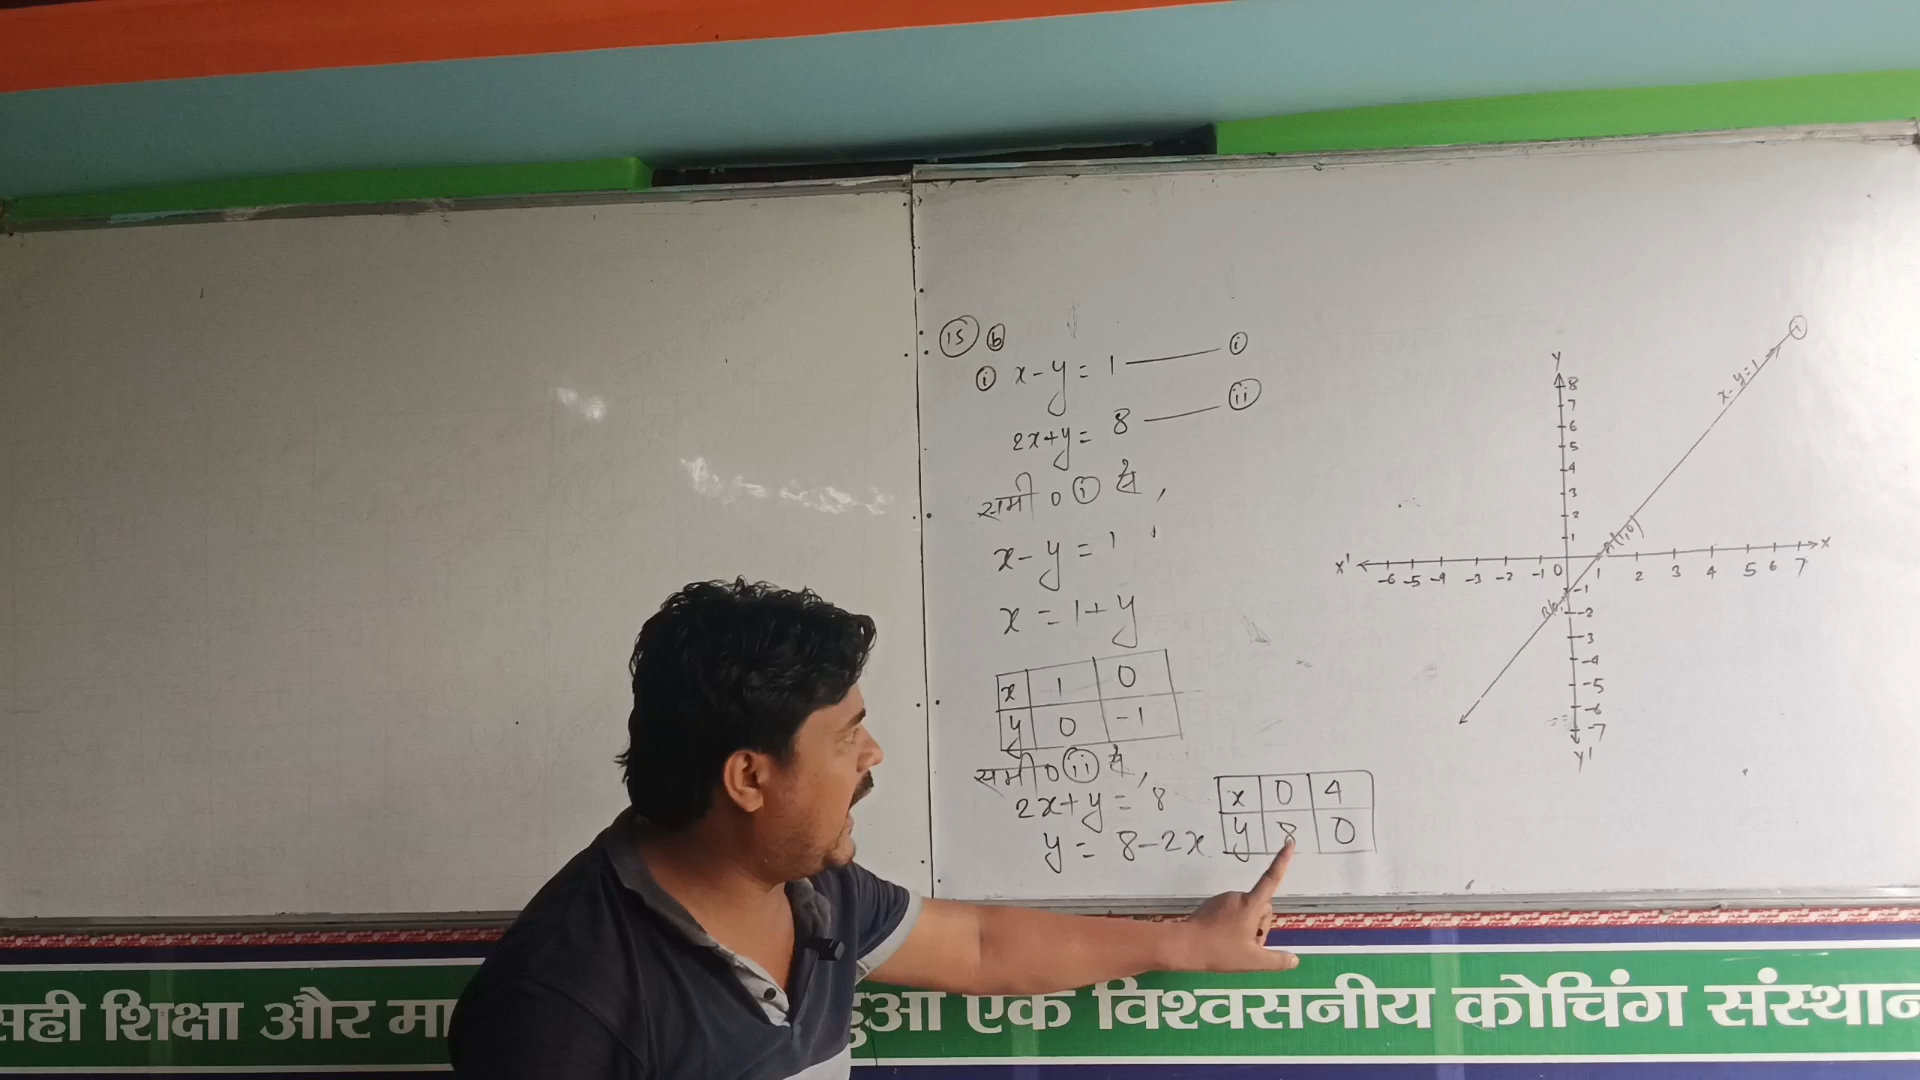 15 b
i x - y = 1 ——— i
2x + y = 8 ——— ii
समी० i से,
x - y = 1
x = 1 + y
x 1 0
y 0 -1
समी० ii से,
2x + y = 8
y = 8 - 2x
x 0 4
y 8 0
i
x - y = 1
Y
8
7
6
5
4
3
2
1
A(1,0)
X' -6 -5 -4 -3 -2 -1 0 1 2 3 4 5 6 7 X
-1
-2
-3
-4
-5
-6
-7
Y'
सही शिक्षा और मा
हुआ एक विश्वसनीय कोचिंग संस्थान